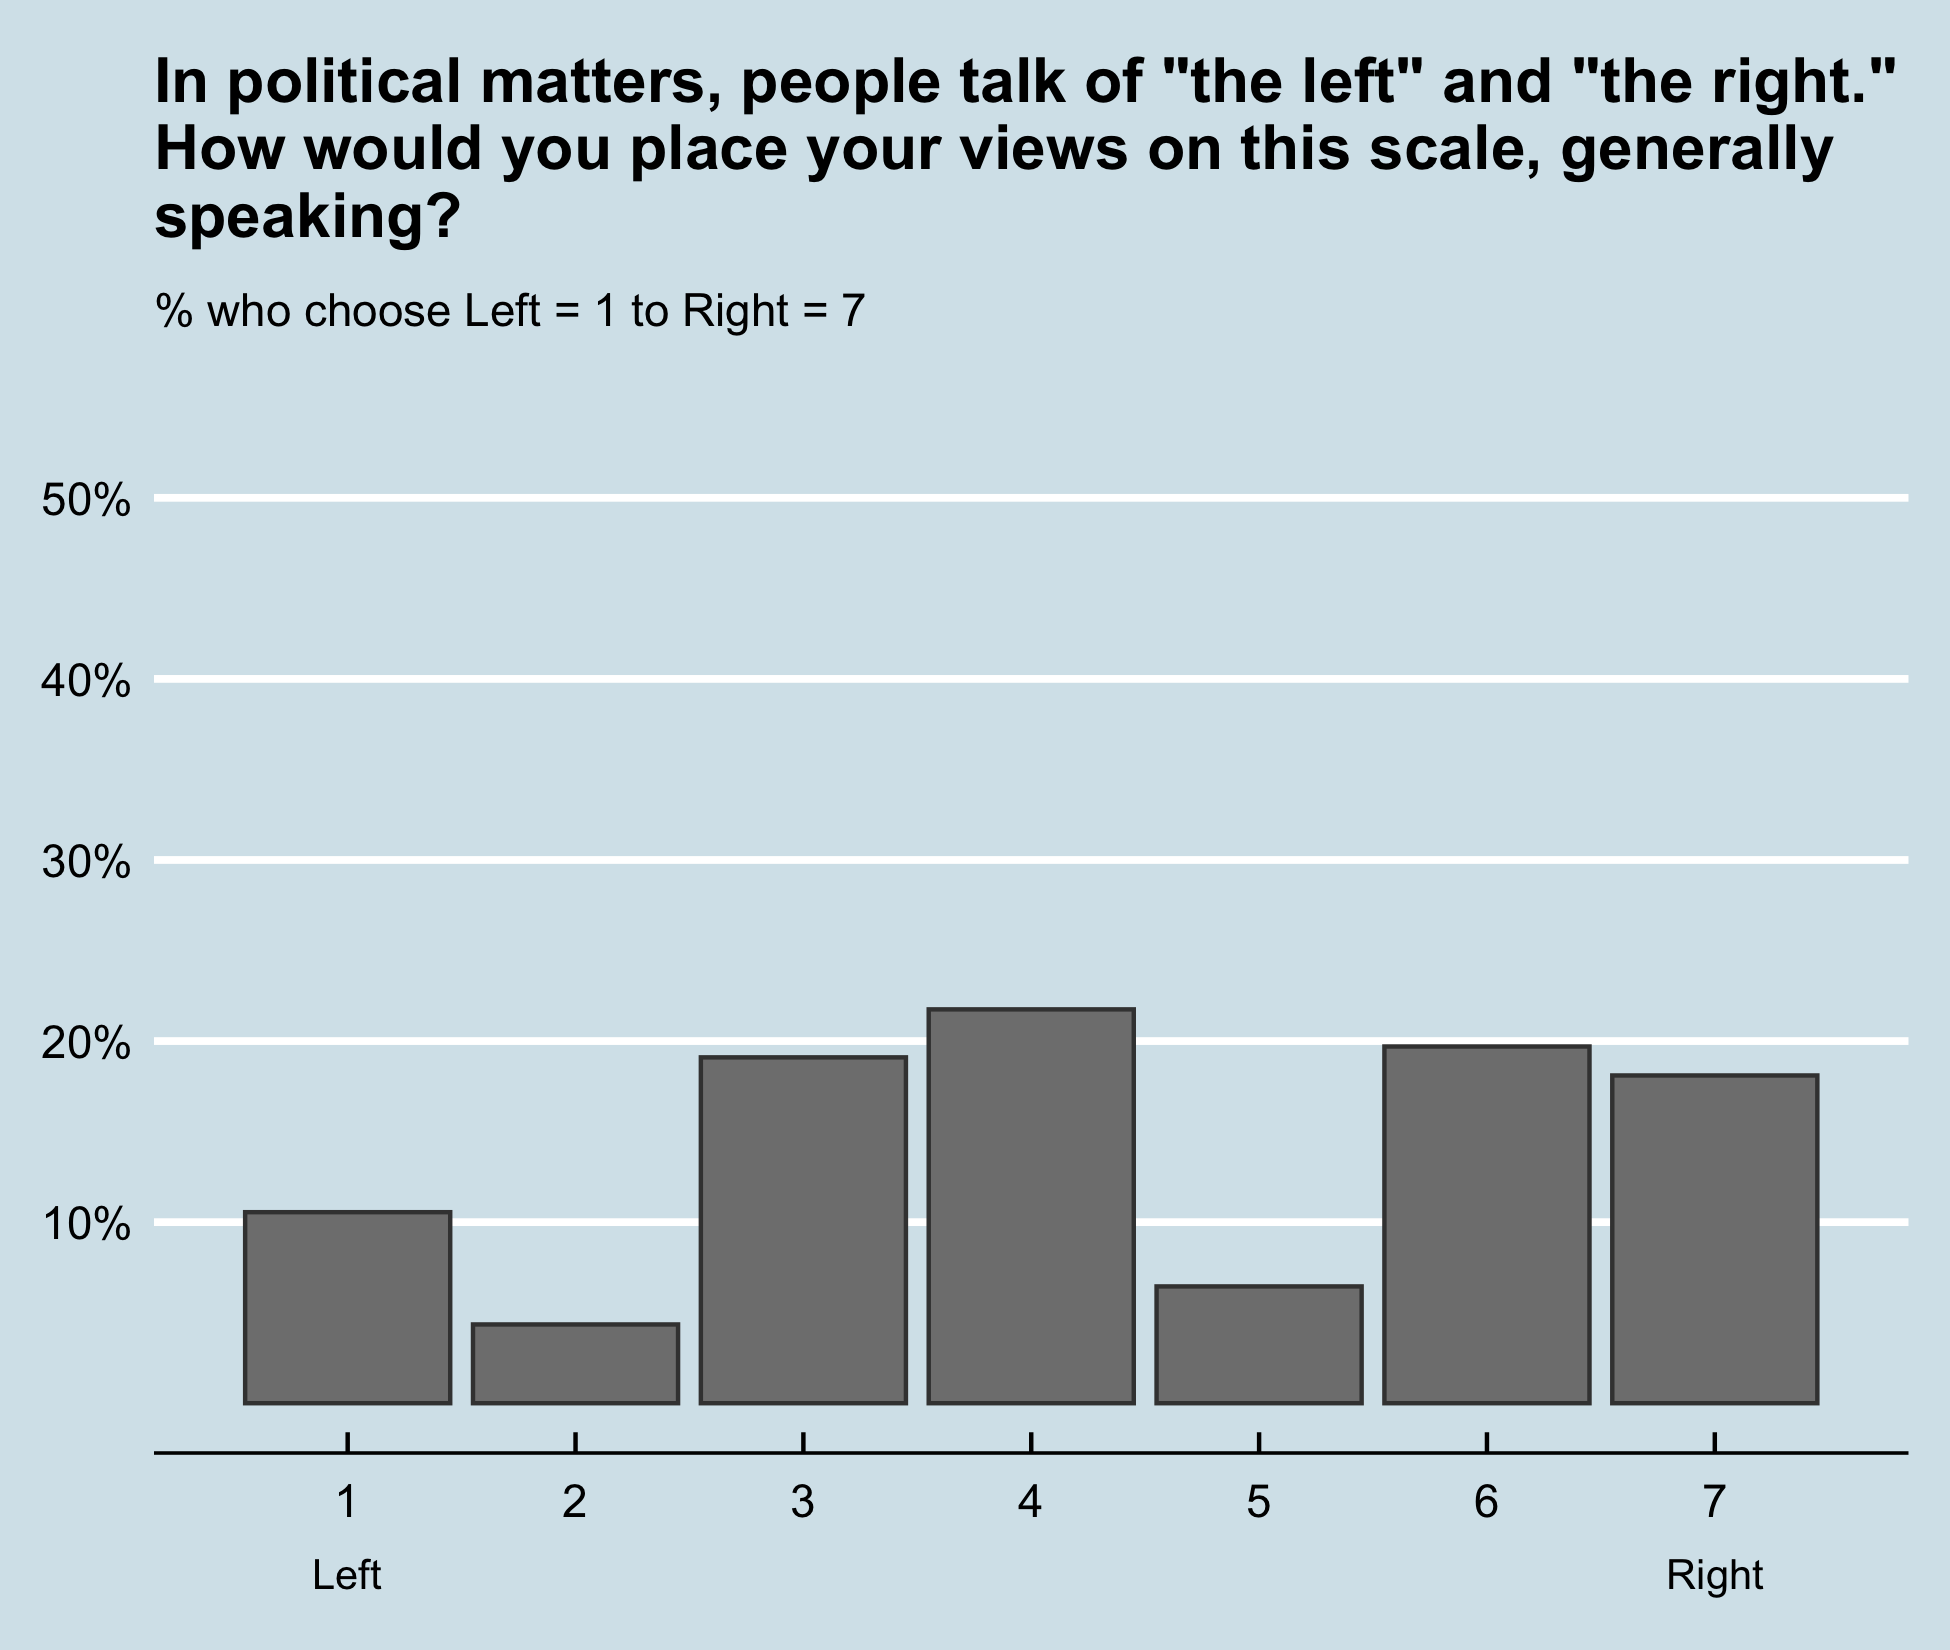 In political matters, people talk of "the left" and "the right."
How would you place your views on this scale, generally
speaking?
% who choose Left = 1 to Right = 7
50%
40%
30%
20%
10%
1 2 3 4 5 6 7
Left Right